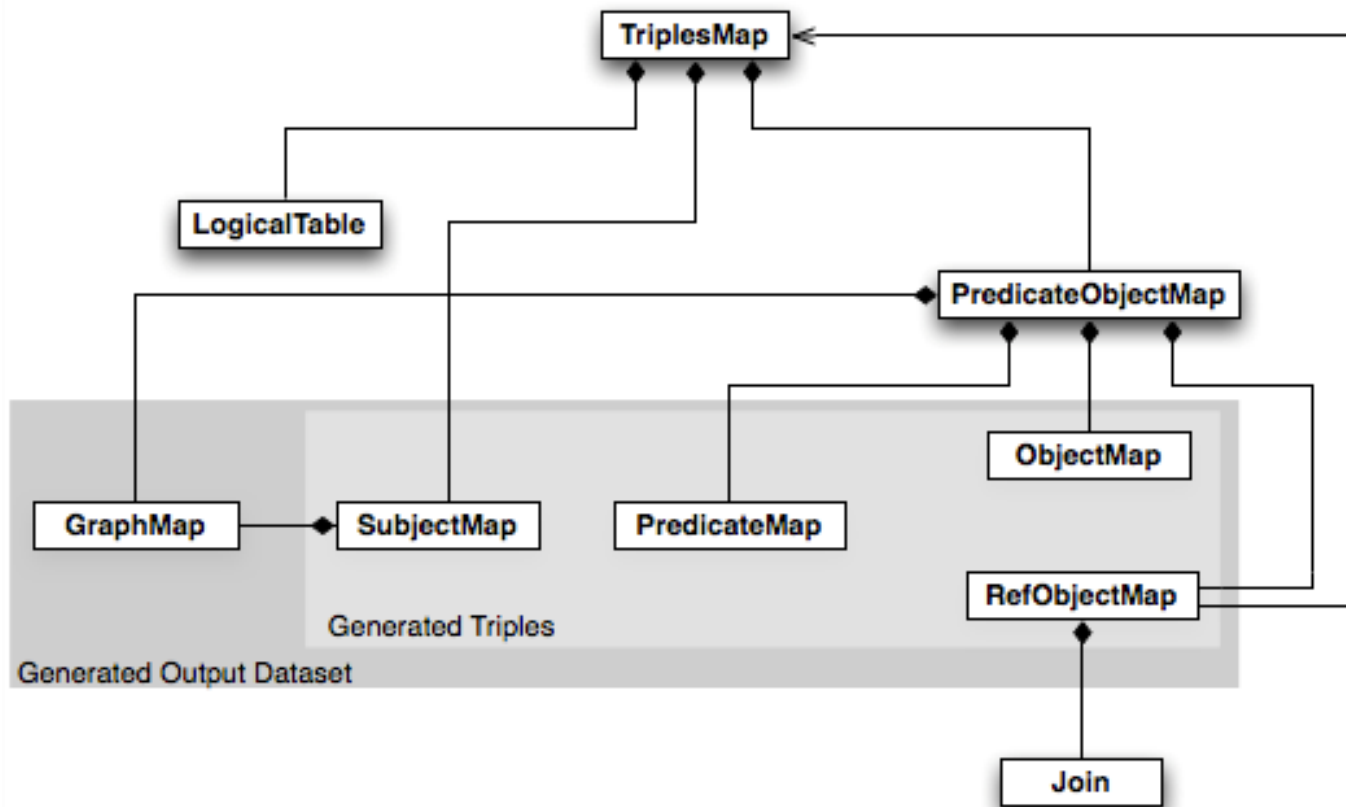 TriplesMap
LogicalTable
PredicateObjectMap
ObjectMap
GraphMap
SubjectMap
PredicateMap
RefObjectMap
Generated Triples
Generated Output Dataset
Join